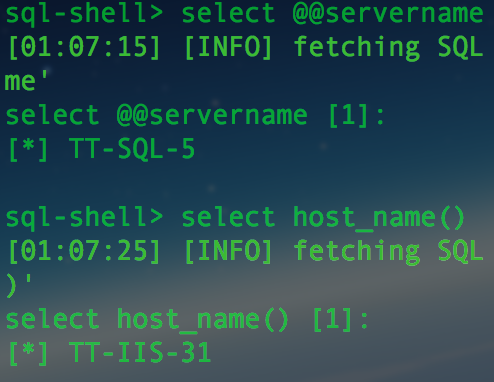 sql-shell> select @@servername
[01:07:15] [INFO] fetching SQL
me'
select @@servername [1]:
[*] TT-SQL-5
sql-shell> select host_name()
[01:07:25] [INFO] fetching SQL
)'
select host_name() [1]:
[*] TT-IIS-31